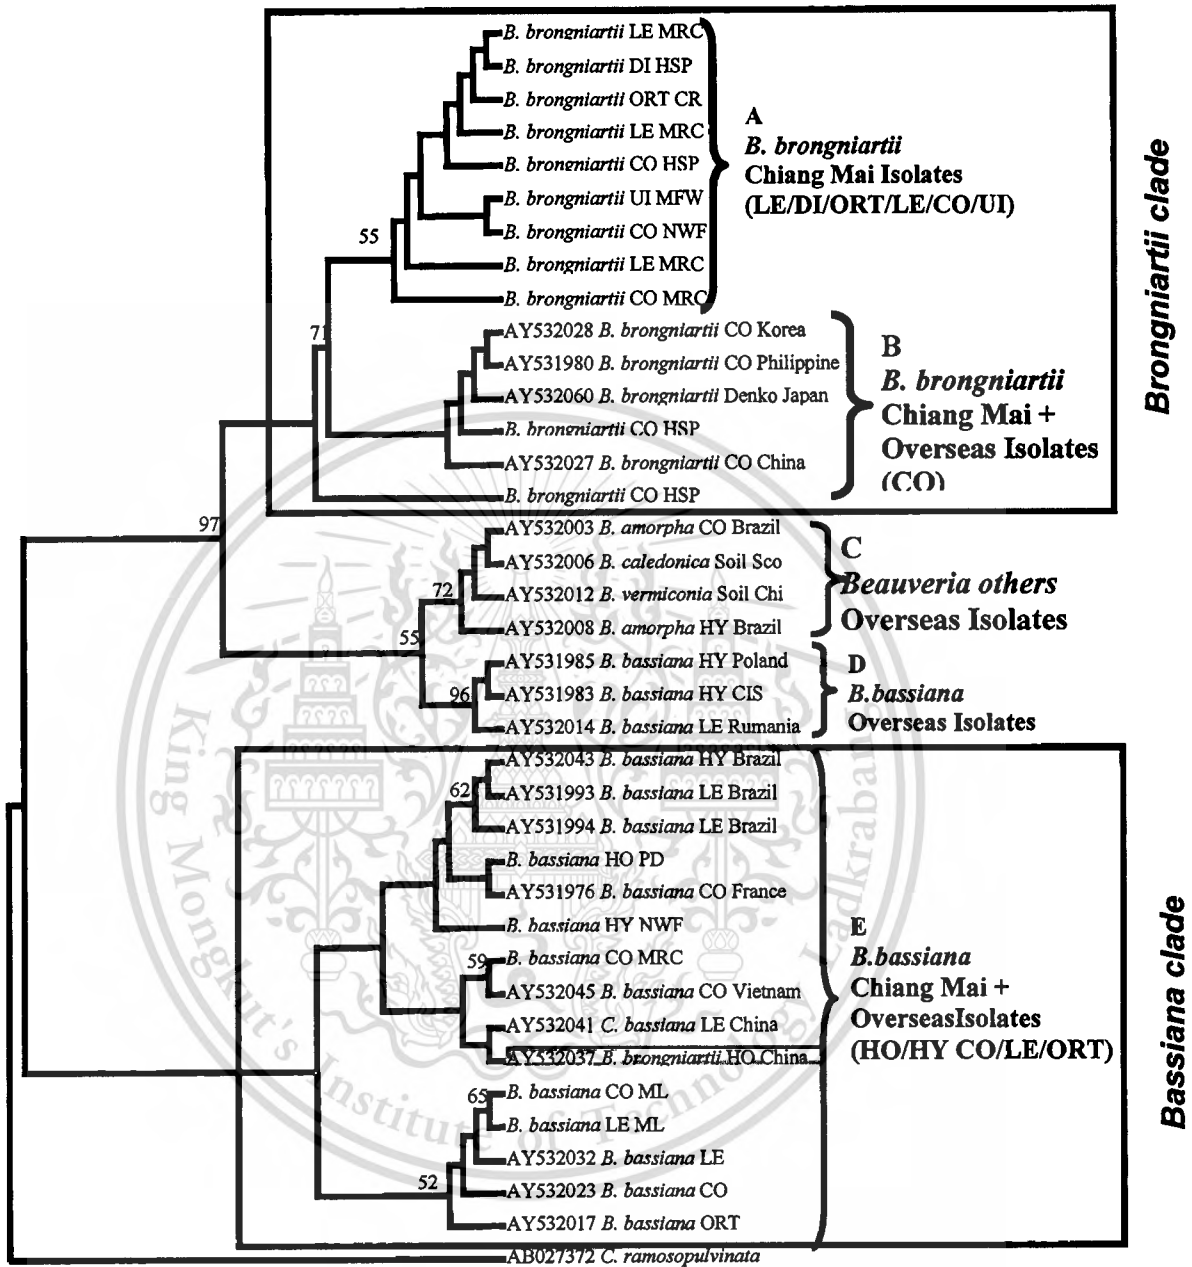 B. brongniartii LE MRC
B. brongniartii DI HSP
B. brongniartii ORT CR
B. brongniartii LE MRC
B. brongniartii CO HSP
B. brongniartii UI MFW
B. brongniartii CO NWF
B. brongniartii LE MRC
B. brongniartii CO MRC
55
A
B. brongniartii
Chiang Mai Isolates
(LE/DI/ORT/LE/CO/UI)
Brongniartii clade
71
AY532028 B. brongniartii CO Korea
AY531980 B. brongniartii CO Philippine
AY532060 B. brongniartii Denko Japan
B. brongniartii CO HSP
AY532027 B. brongniartii CO China
B. brongniartii CO HSP
B
B. brongniartii
Chiang Mai +
Overseas Isolates
(CO)
97
AY532003 B. amorpha CO Brazil
AY532006 B. caledonica Soil Sco
AY532012 B. vermiconia Soil Chi
AY532008 B. amorpha HY Brazil
72
55
C
Beauveria others
Overseas Isolates
AY531985 B. bassiana HY Poland
AY531983 B. bassiana HY CIS
AY532014 B. bassiana LE Rumania
96
D
B.bassiana
Overseas Isolates
AY532043 B. bassiana HY Brazil
AY531993 B. bassiana LE Brazil
AY531994 B. bassiana LE Brazil
62
B. bassiana HO PD
AY531976 B. bassiana CO France
B. bassiana HY NWF
B. bassiana CO MRC
59
AY532045 B. bassiana CO Vietnam
AY532041 C. bassiana LE China
AY532037 B. brongniartii HO China
B. bassiana CO ML
65
B. bassiana LE ML
AY532032 B. bassiana LE
AY532023 B. bassiana CO
52
AY532017 B. bassiana ORT
E
B.bassiana
Chiang Mai +
OverseasIsolates
(HO/HY CO/LE/ORT)
Bassiana clade
AB027372 C. ramosopulvinata
King Mongkut's Institute of Technology Ladkrabang